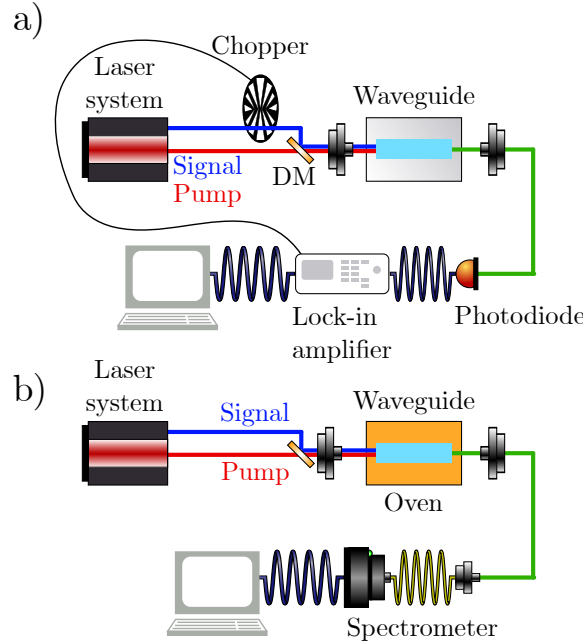 a)
Chopper
Laser
system
Waveguide
Signal
DM
Pump
Lock-in
amplifier
Photodiode
b)
Laser
system
Signal
Waveguide
Pump
Oven
Spectrometer